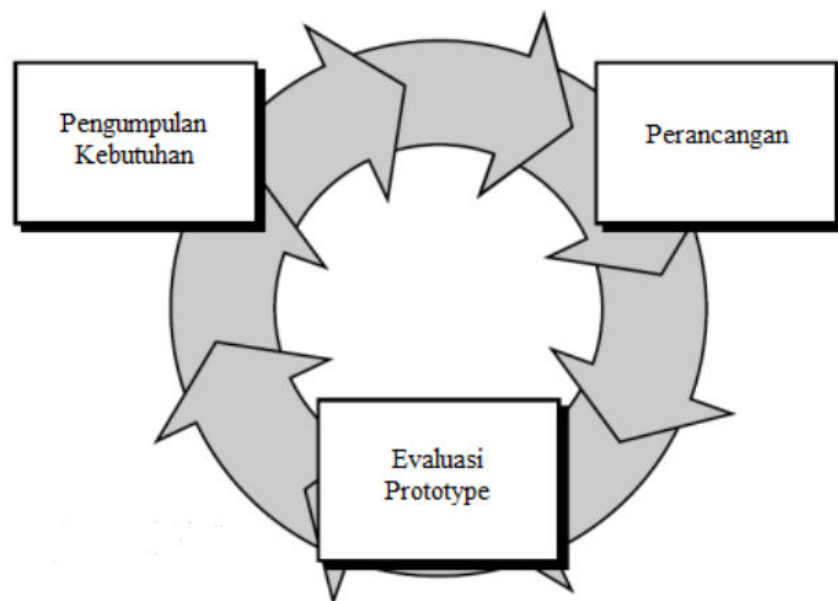 Pengumpulan
Kebutuhan
Perancangan
Evaluasi
Prototype